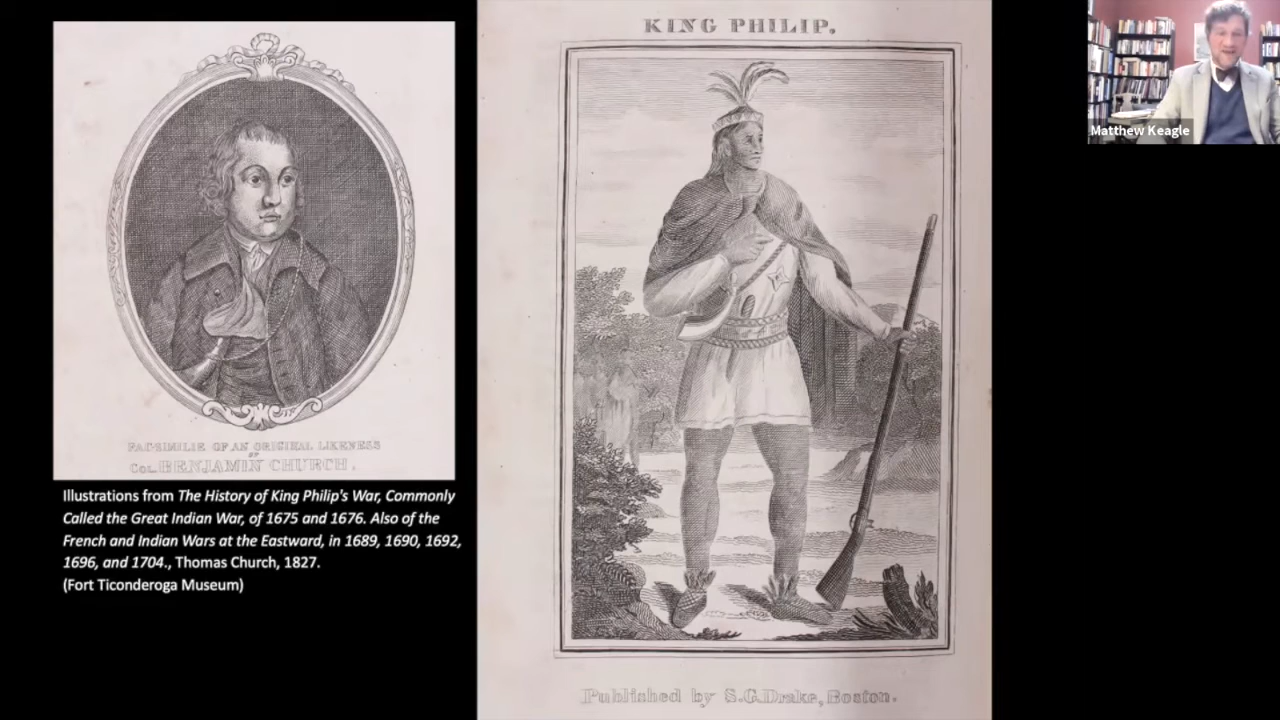 FAC-SIMILIE OF AN ORIGINAL LIKENESS
OF
COL. BENJAMIN CHURCH.
Illustrations from The History of King Philip's War, Commonly
Called the Great Indian War, of 1675 and 1676. Also of the
French and Indian Wars at the Eastward, in 1689, 1690, 1692,
1696, and 1704., Thomas Church, 1827.
(Fort Ticonderoga Museum)
KING PHILIP.
Published by S.G.Drake, Boston.
Matthew Keagle